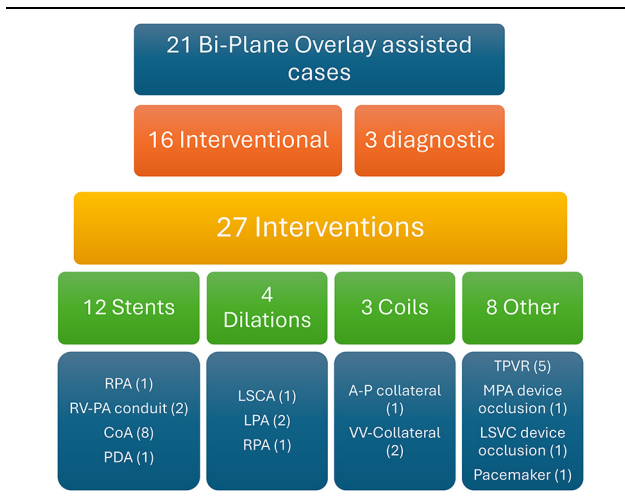 21 Bi-Plane Overlay assisted
cases
16 Interventional
3 diagnostic
27 Interventions
12 Stents
4
Dilations
3 Coils
8 Other
RPA (1)
RV-PA conduit (2)
CoA (8)
PDA (1)
LSCA (1)
LPA (2)
RPA (1)
A-P collateral
(1)
VV-Collateral
(2)
TPVR (5)
MPA device
occlusion (1)
LSVC device
occlusion (1)
Pacemaker (1)